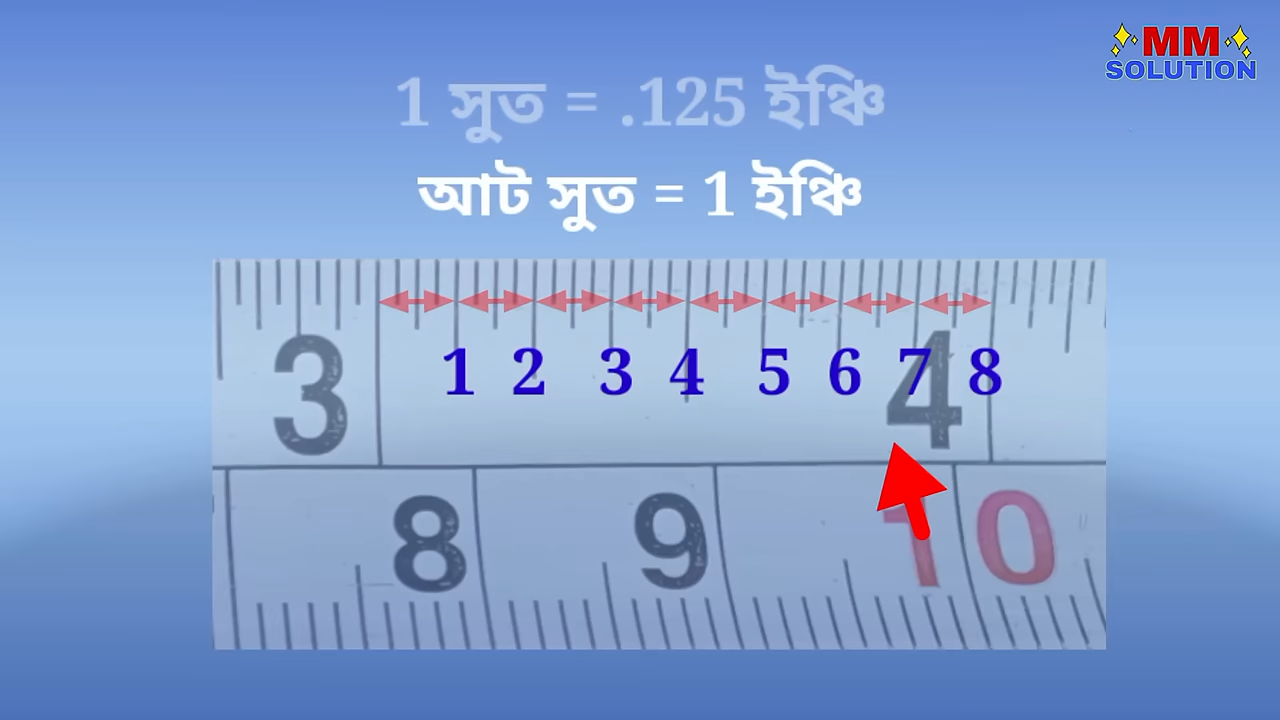 MM
SOLUTION
1 সুত = .125 ইঞ্চি
আট সুত = 1 ইঞ্চি
1 2 3 4 5 6 7 8
3 4
8 9 10